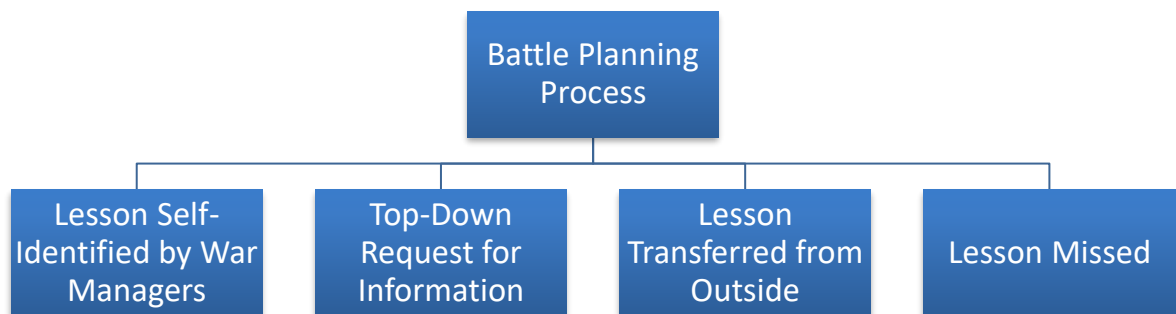 Battle Planning
Process
Lesson Self-
Identified by War
Managers
Top-Down
Request for
Information
Lesson
Transferred from
Outside
Lesson Missed